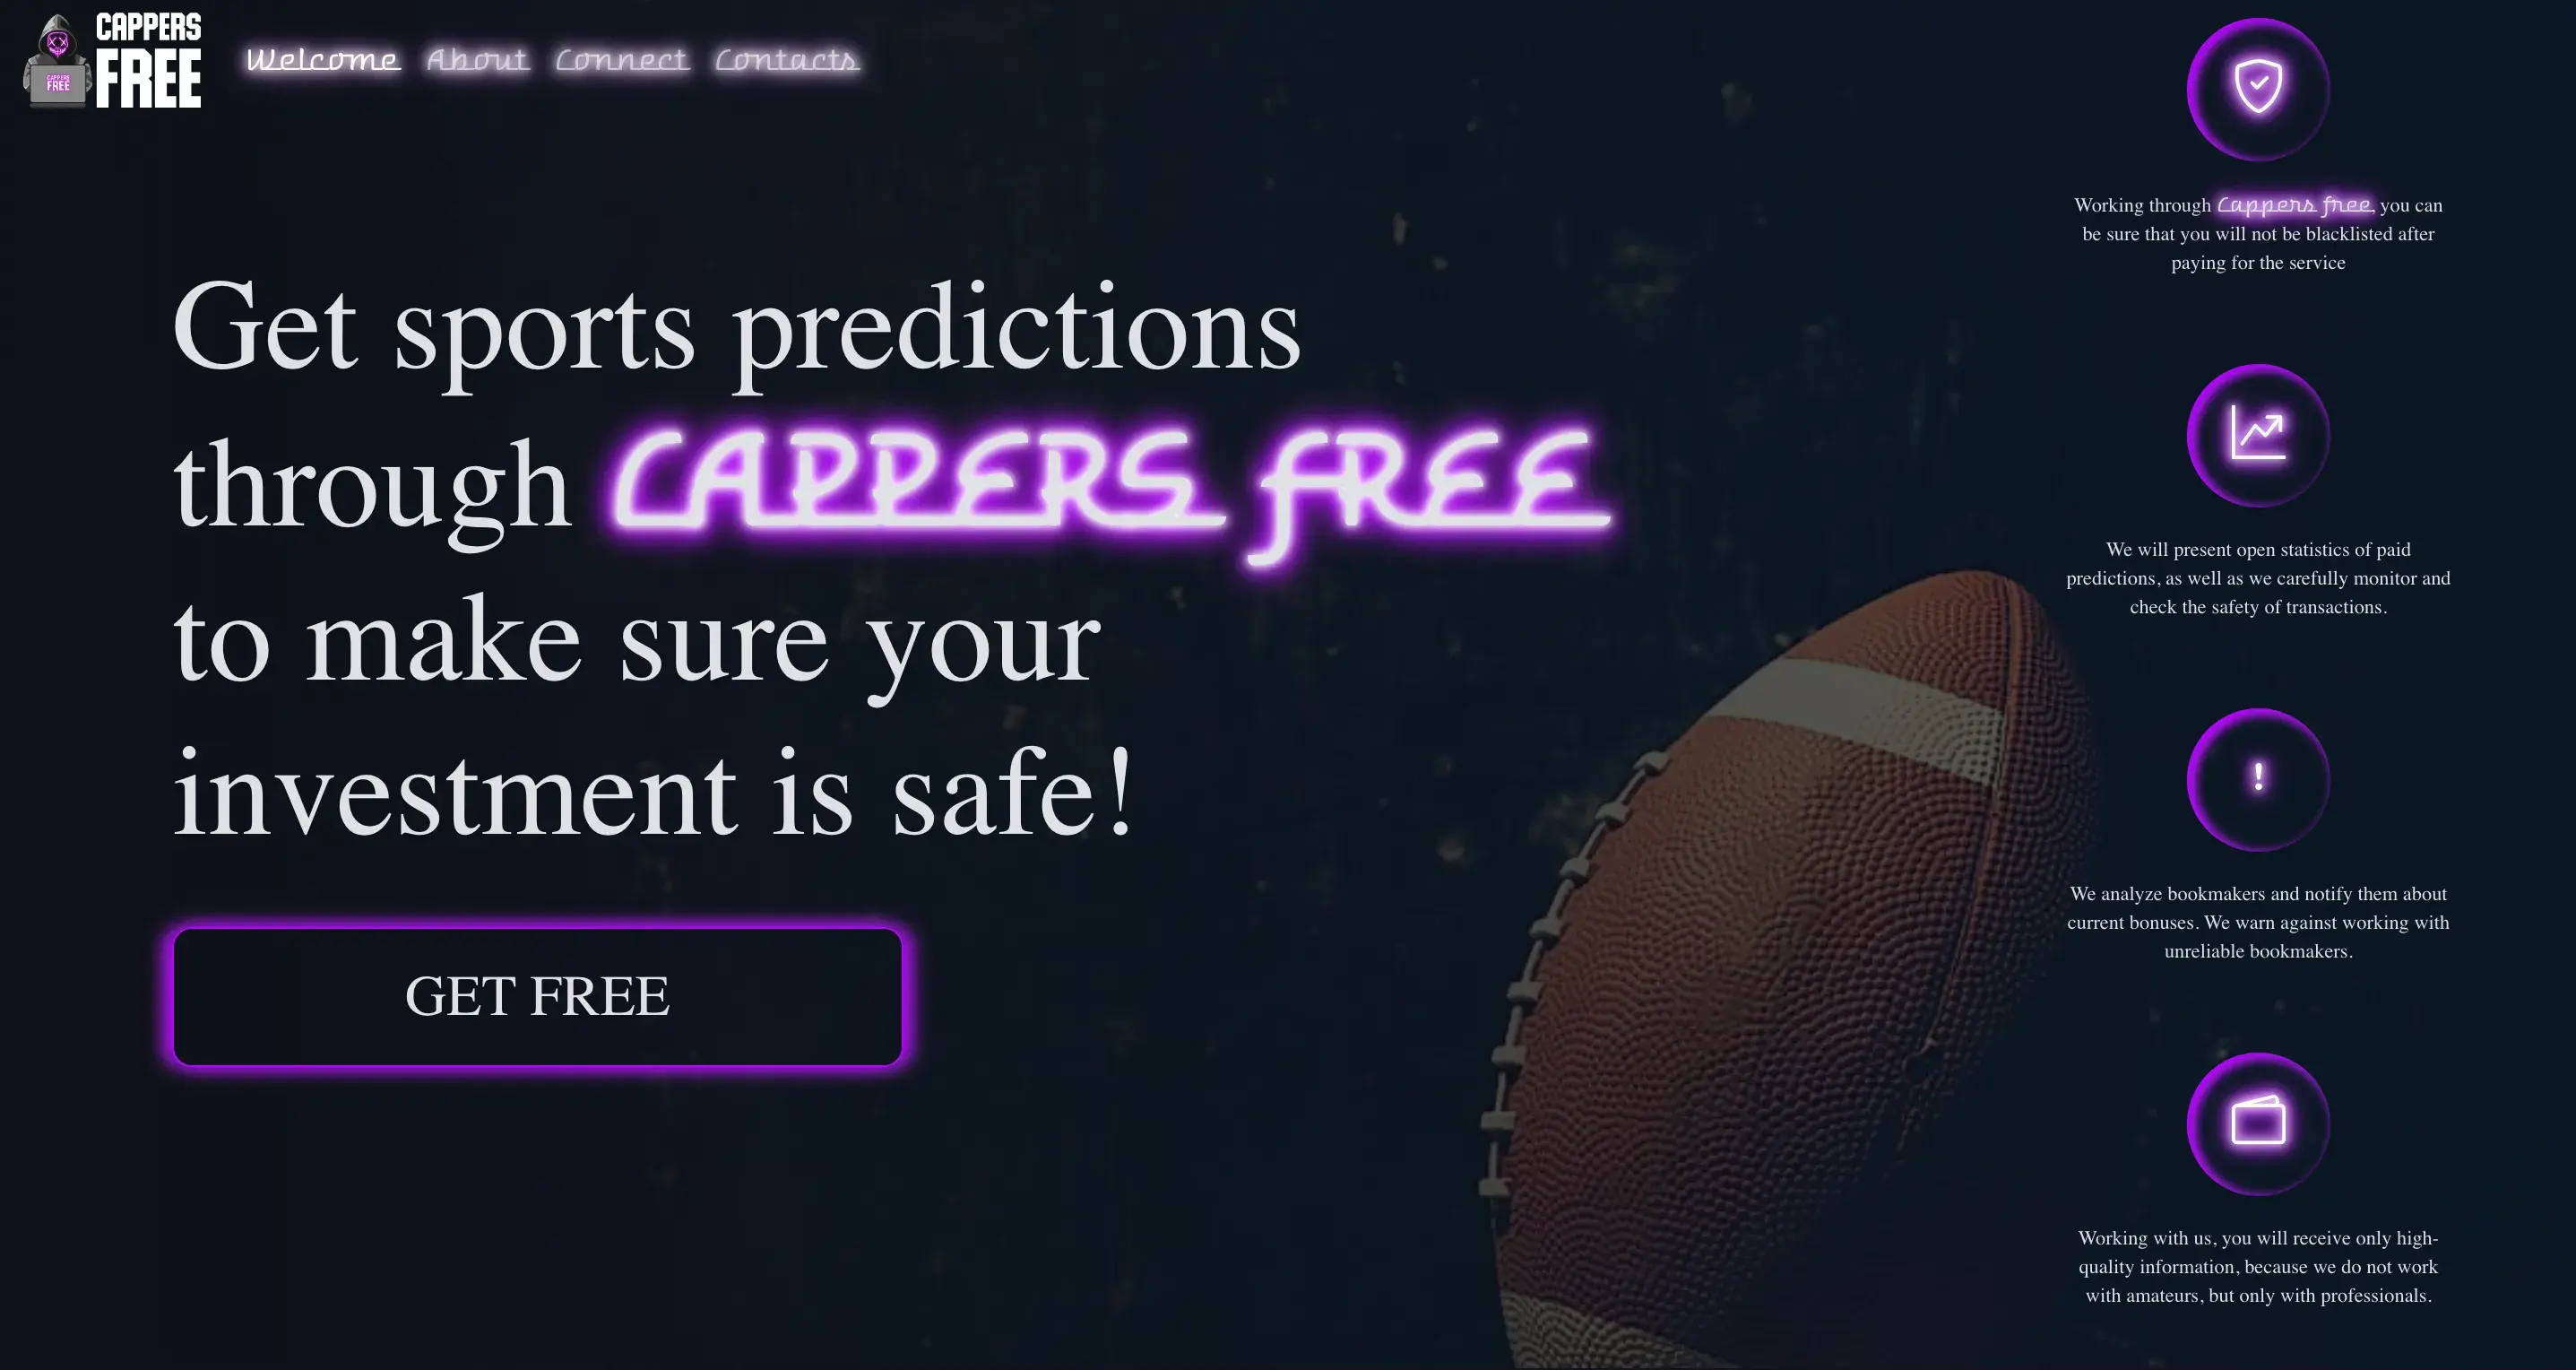 CAPPERS
FREE
CAPPERS
FREE
Welcome About Connect Contacts
Get sports predictions
through CAPPERS FREE
to make sure your
investment is safe!
GET FREE
Working through Cappers free, you can
be sure that you will not be blacklisted after
paying for the service
We will present open statistics of paid
predictions, as well as we carefully monitor and
check the safety of transactions.
!
We analyze bookmakers and notify them about
current bonuses. We warn against working with
unreliable bookmakers.
Working with us, you will receive only high-
quality information, because we do not work
with amateurs, but only with professionals.